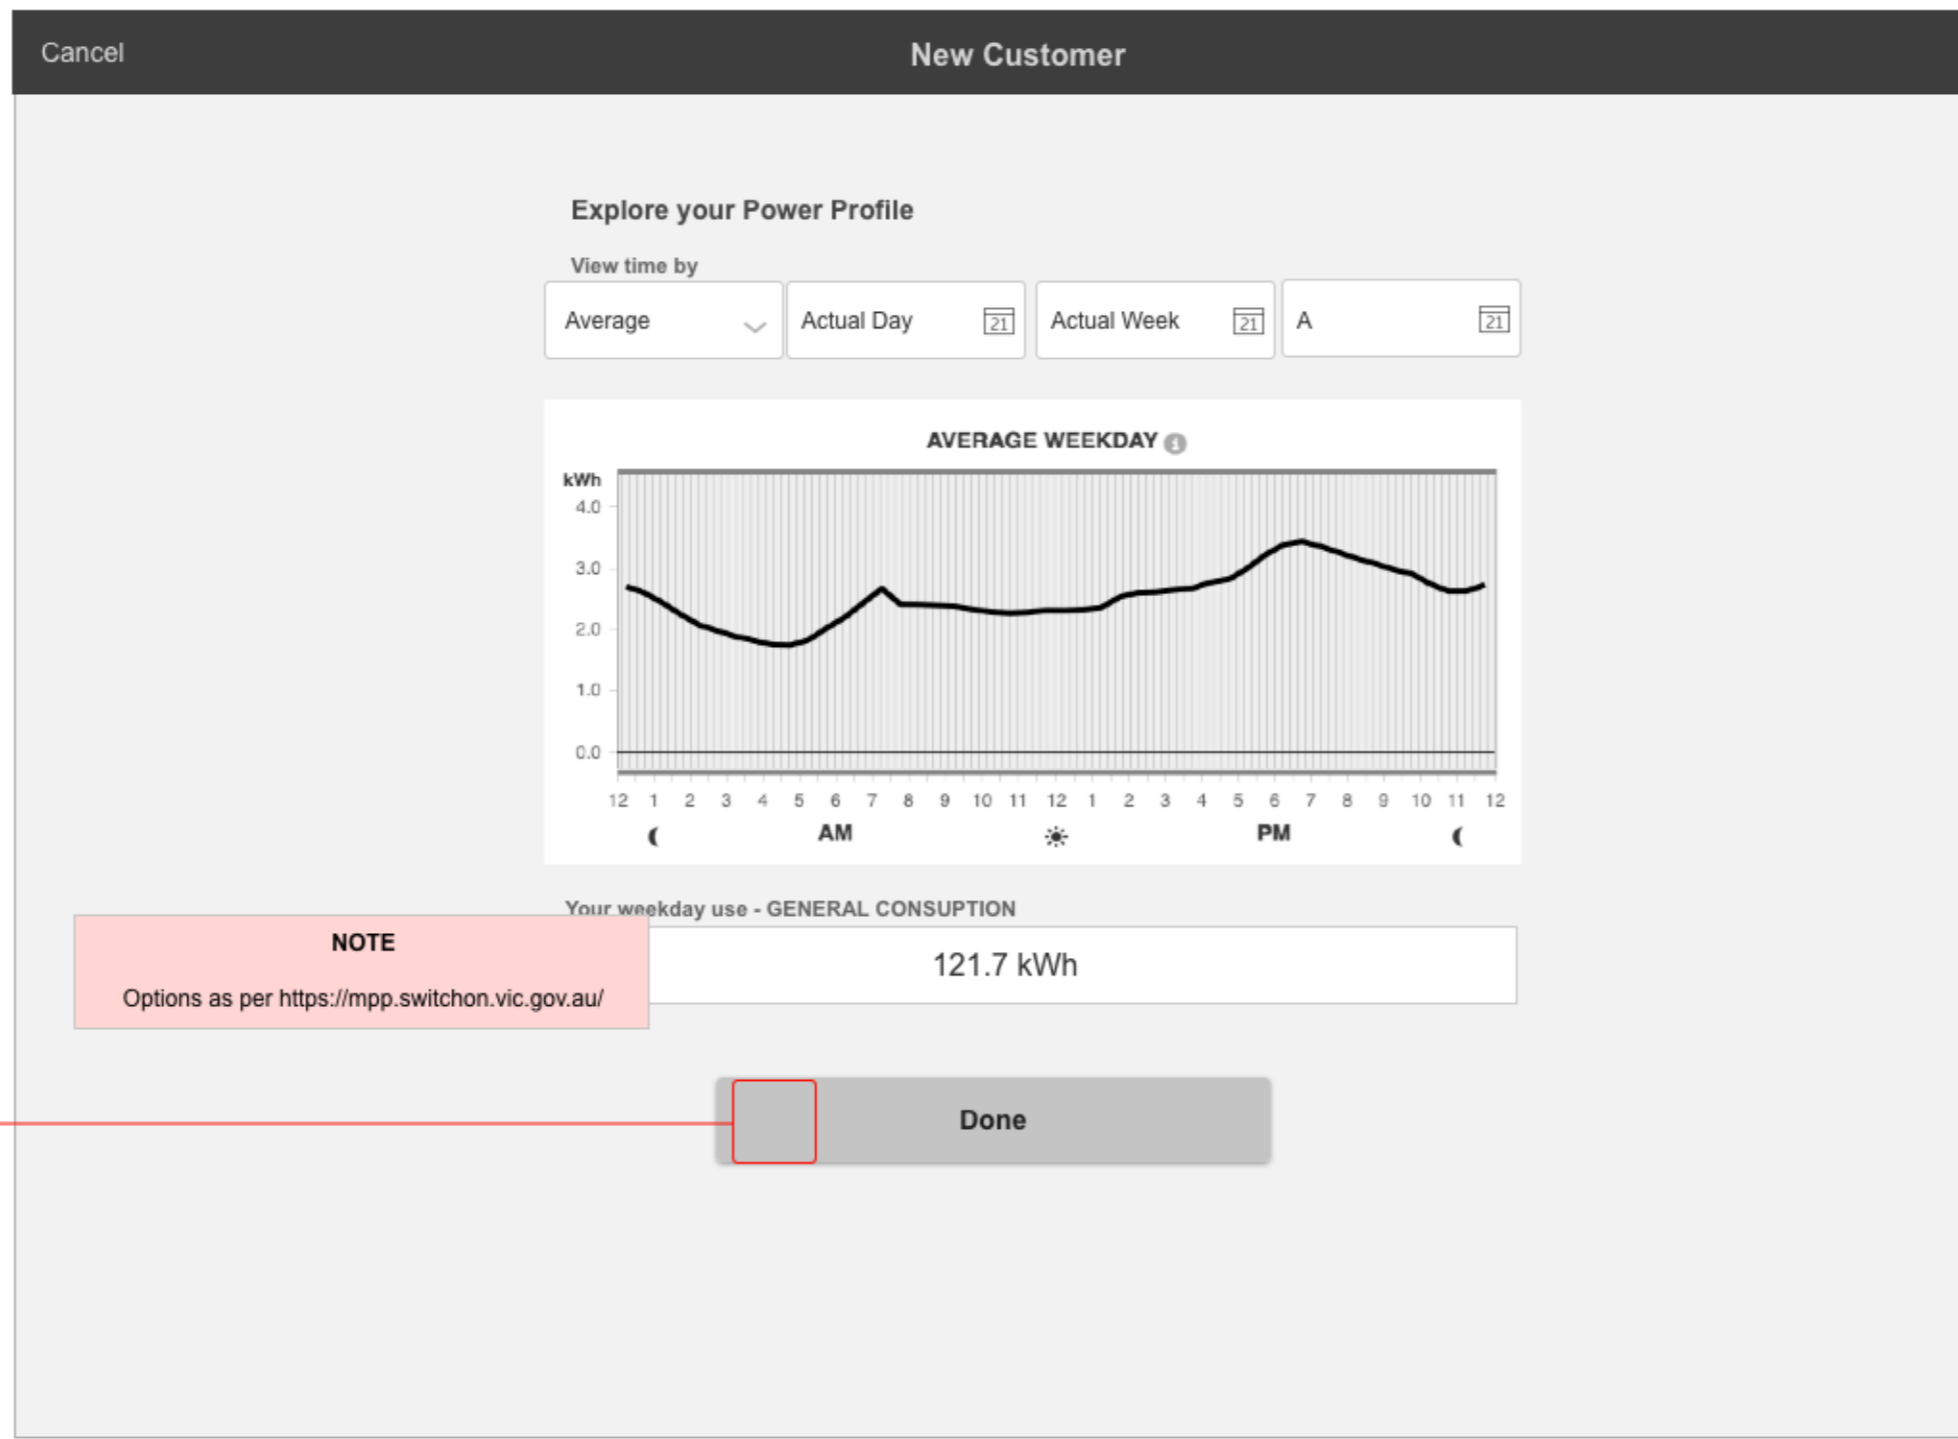 Cancel
New Customer
Explore your Power Profile
View time by
Average
Actual Day
21
Actual Week
21
A
21
AVERAGE WEEKDAY i
kWh
4.0
3.0
2.0
1.0
0.0
12 1 2 3 4 5 6 7 8 9 10 11 12 1 2 3 4 5 6 7 8 9 10 11 12
AM PM
Your weekday use - GENERAL CONSUPTION
121.7 kWh
NOTE
Options as per https://mpp.switchon.vic.gov.au/
Done